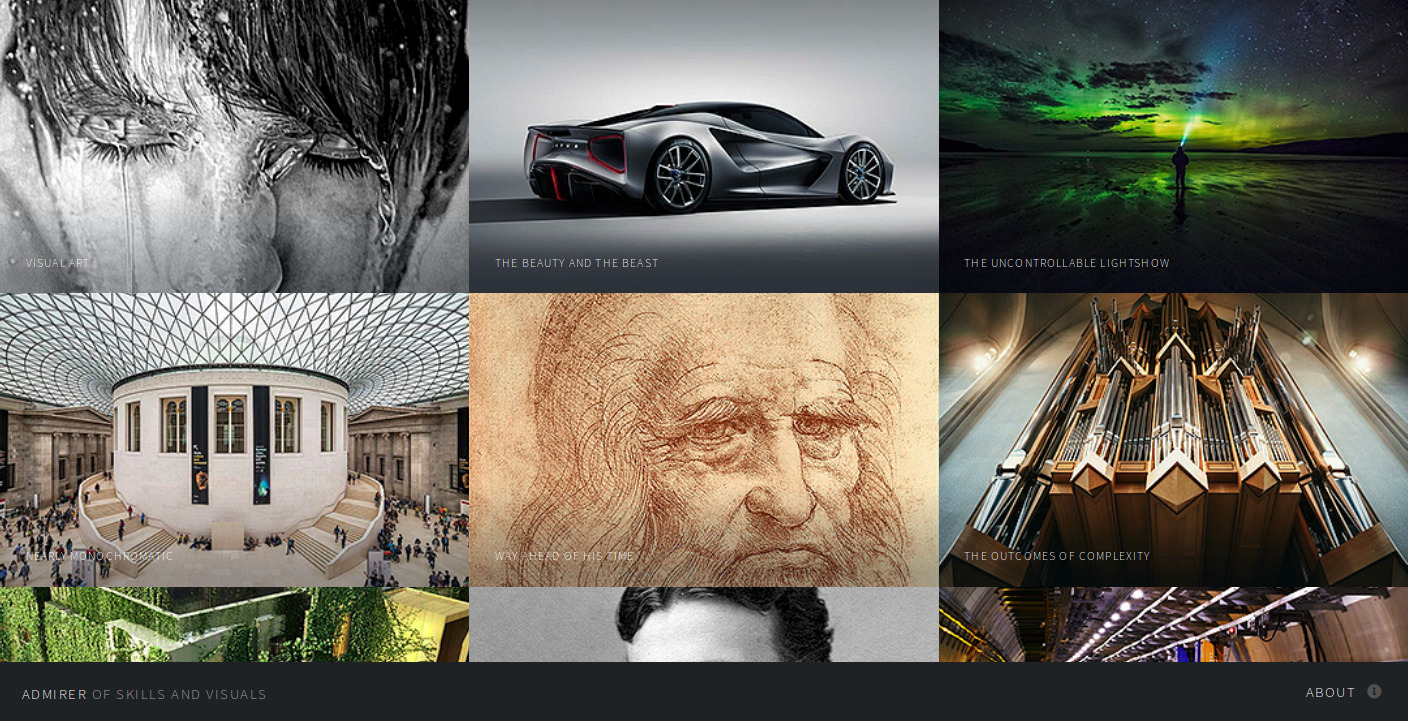 VISUAL ART
THE BEAUTY AND THE BEAST
THE UNCONTROLLABLE LIGHTSHOW
NEARLY MONOCHROMATIC
WAY AHEAD OF HIS TIME
THE OUTCOMES OF COMPLEXITY
ADMIRER OF SKILLS AND VISUALS
ABOUT